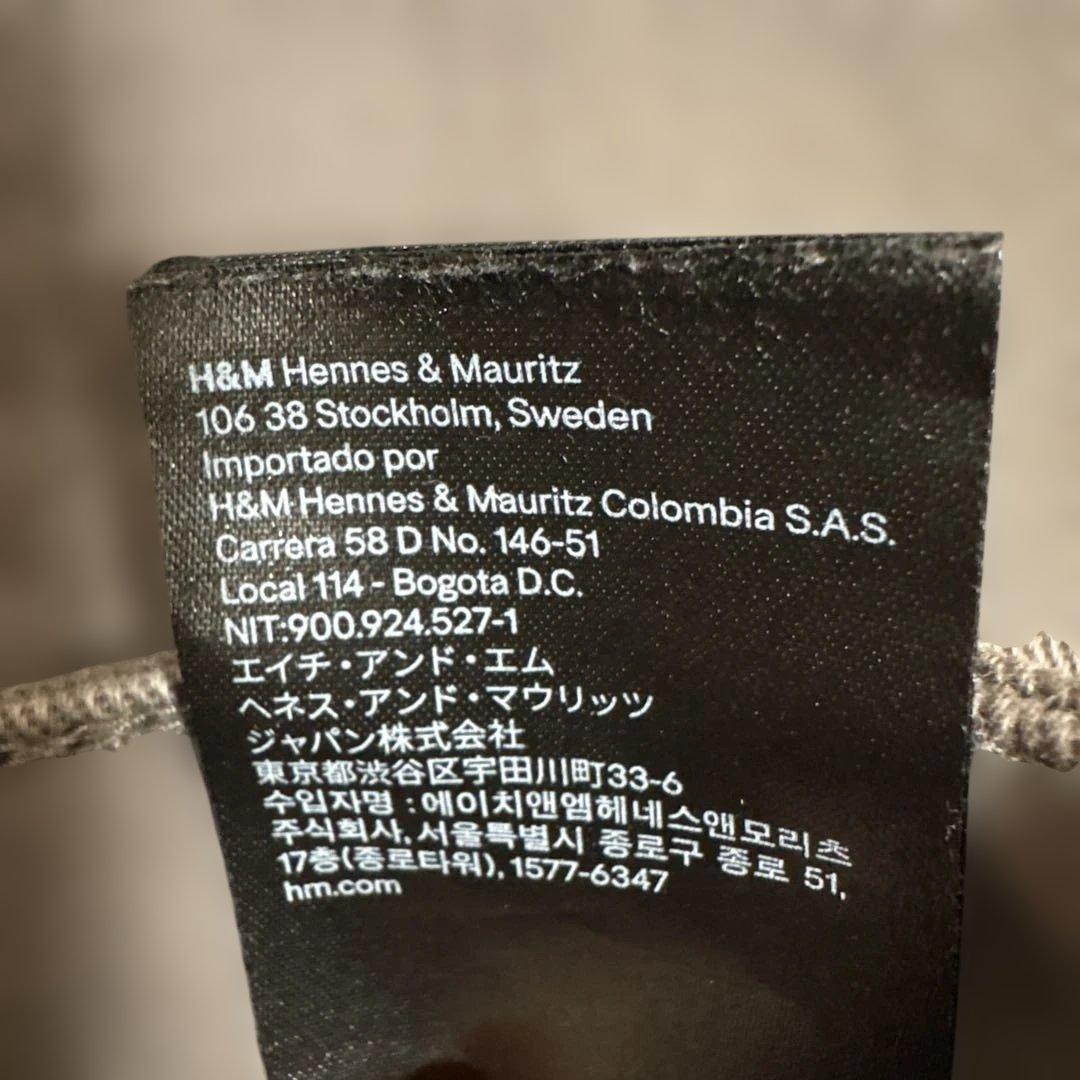 H&M Hennes & Mauritz
106 38 Stockholm, Sweden
Importado por
H&M Hennes & Mauritz Colombia S.A.S.
Carrera 58 D No. 146-51
Local 114 - Bogota D.C.
NIT:900.924.527-1
エイチ・アンド・エム
ヘネス・アンド・マウリッツ
ジャパン株式会社
東京都渋谷区宇田川町33-6
수입자명 : 에이치앤엠헤네스앤모리츠
주식회사, 서울특별시 종로구 종로 51,
17층(종로타워), 1577-6347
hm.com